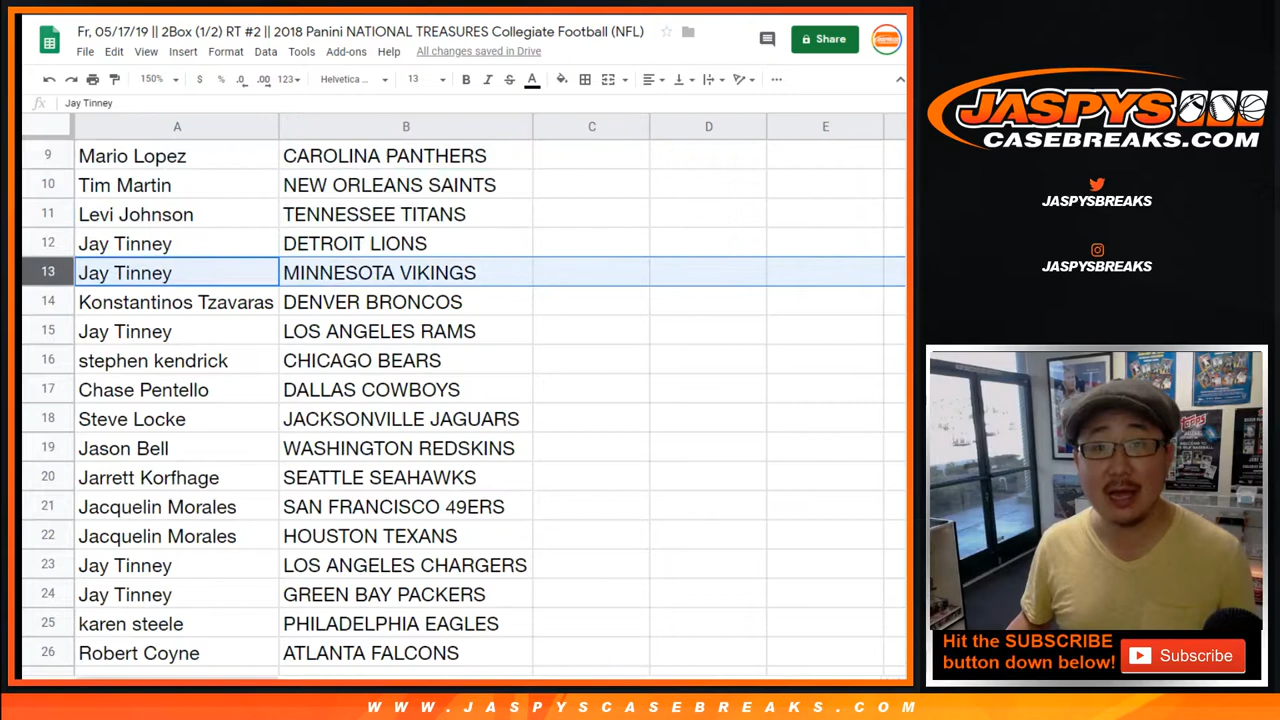 Fr, 05/17/19 || 2Box (1/2) RT #2 || 2018 Panini NATIONAL TREASURES Collegiate Football (NFL)
File Edit View Insert Format Data Tools Add-ons Help All changes saved in Drive
Share
150% $ % .0 .00 123 Helvetica ... 13 B I S A
fx Jay Tinney
A B C D E
9 Mario Lopez CAROLINA PANTHERS
10 Tim Martin NEW ORLEANS SAINTS
11 Levi Johnson TENNESSEE TITANS
12 Jay Tinney DETROIT LIONS
13 Jay Tinney MINNESOTA VIKINGS
14 Konstantinos Tzavaras DENVER BRONCOS
15 Jay Tinney LOS ANGELES RAMS
16 stephen kendrick CHICAGO BEARS
17 Chase Pentello DALLAS COWBOYS
18 Steve Locke JACKSONVILLE JAGUARS
19 Jason Bell WASHINGTON REDSKINS
20 Jarrett Korfhage SEATTLE SEAHAWKS
21 Jacquelin Morales SAN FRANCISCO 49ERS
22 Jacquelin Morales HOUSTON TEXANS
23 Jay Tinney LOS ANGELES CHARGERS
24 Jay Tinney GREEN BAY PACKERS
25 karen steele PHILADELPHIA EAGLES
26 Robert Coyne ATLANTA FALCONS
JASPYS
CASEBREAKS.COM
JASPYSBREAKS
JASPYSBREAKS
Topps
Hit the SUBSCRIBE
button down below!
Subscribe
WWW.JASPYSCASEBREAKS.COM